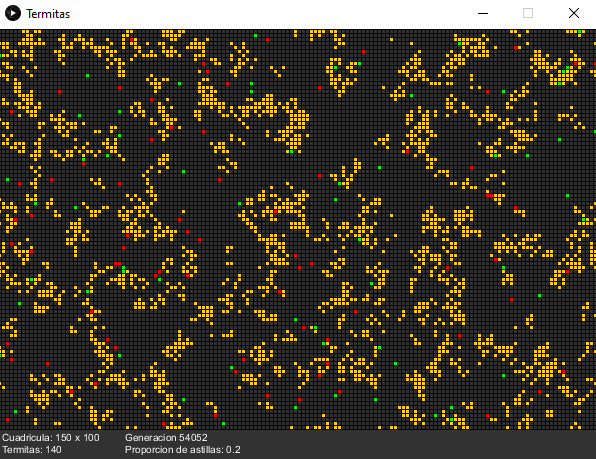 Termitas
Cuadricula: 150 x 100 Generacion 54052
Termitas: 140 Proporcion de astillas: 0.2